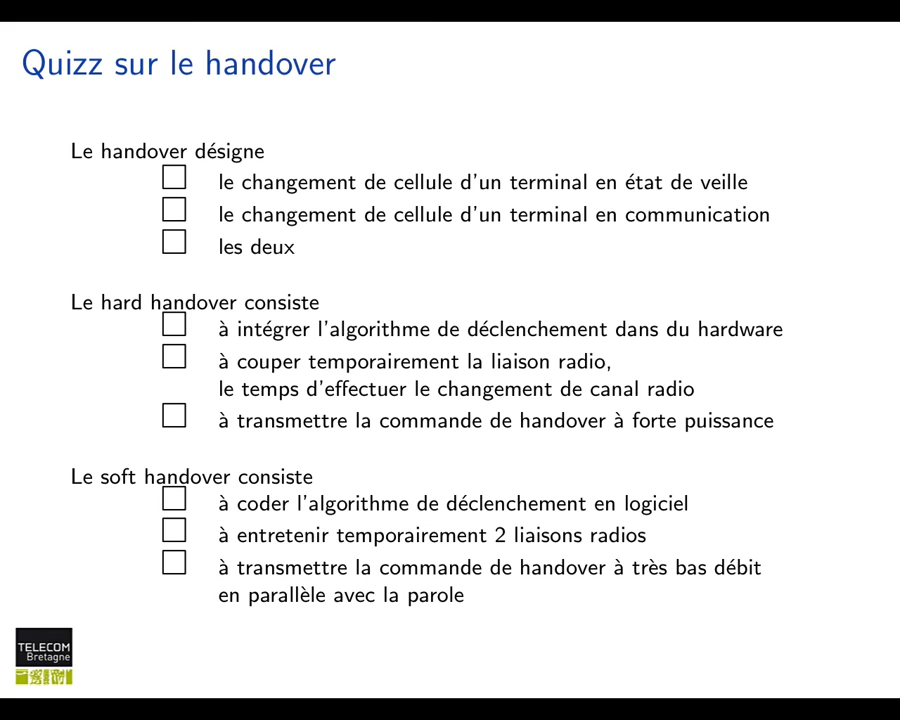 Quizz sur le handover
Le handover désigne
le changement de cellule d'un terminal en état de veille
le changement de cellule d'un terminal en communication
les deux
Le hard handover consiste
à intégrer l'algorithme de déclenchement dans du hardware
à couper temporairement la liaison radio,
le temps d'effectuer le changement de canal radio
à transmettre la commande de handover à forte puissance
Le soft handover consiste
à coder l'algorithme de déclenchement en logiciel
à entretenir temporairement 2 liaisons radios
à transmettre la commande de handover à très bas débit
en parallèle avec la parole
TELECOM
Bretagne